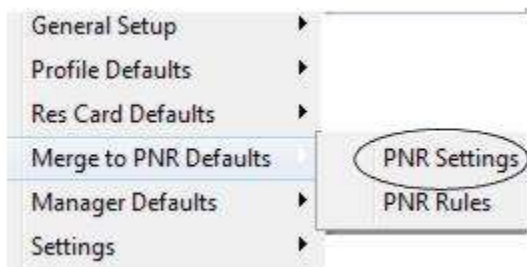 General Setup
Profile Defaults
Res Card Defaults
Merge to PNR Defaults
PNR Settings
Manager Defaults
PNR Rules
Settings